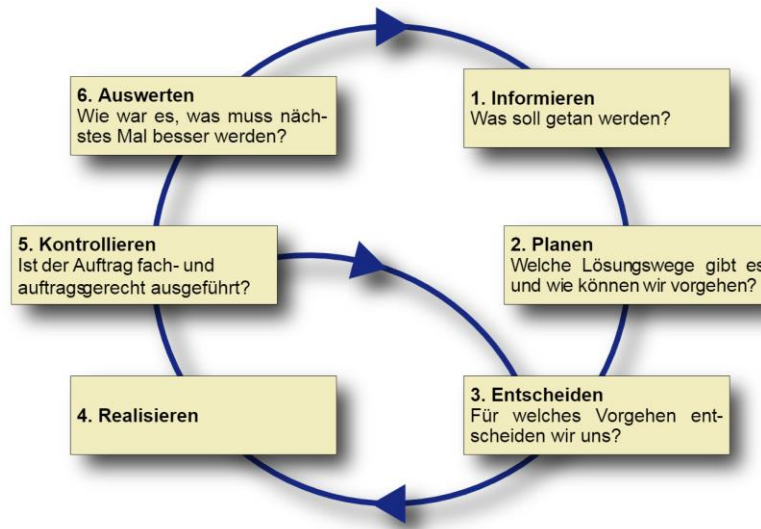 1. Informieren
Was soll getan werden?
2. Planen
Welche Lösungswege gibt es
und wie können wir vorgehen?
3. Entscheiden
Für welches Vorgehen ent-
scheiden wir uns?
4. Realisieren
5. Kontrollieren
Ist der Auftrag fach- und
auftragsgerecht ausgeführt?
6. Auswerten
Wie war es, was muss näch-
stes Mal besser werden?